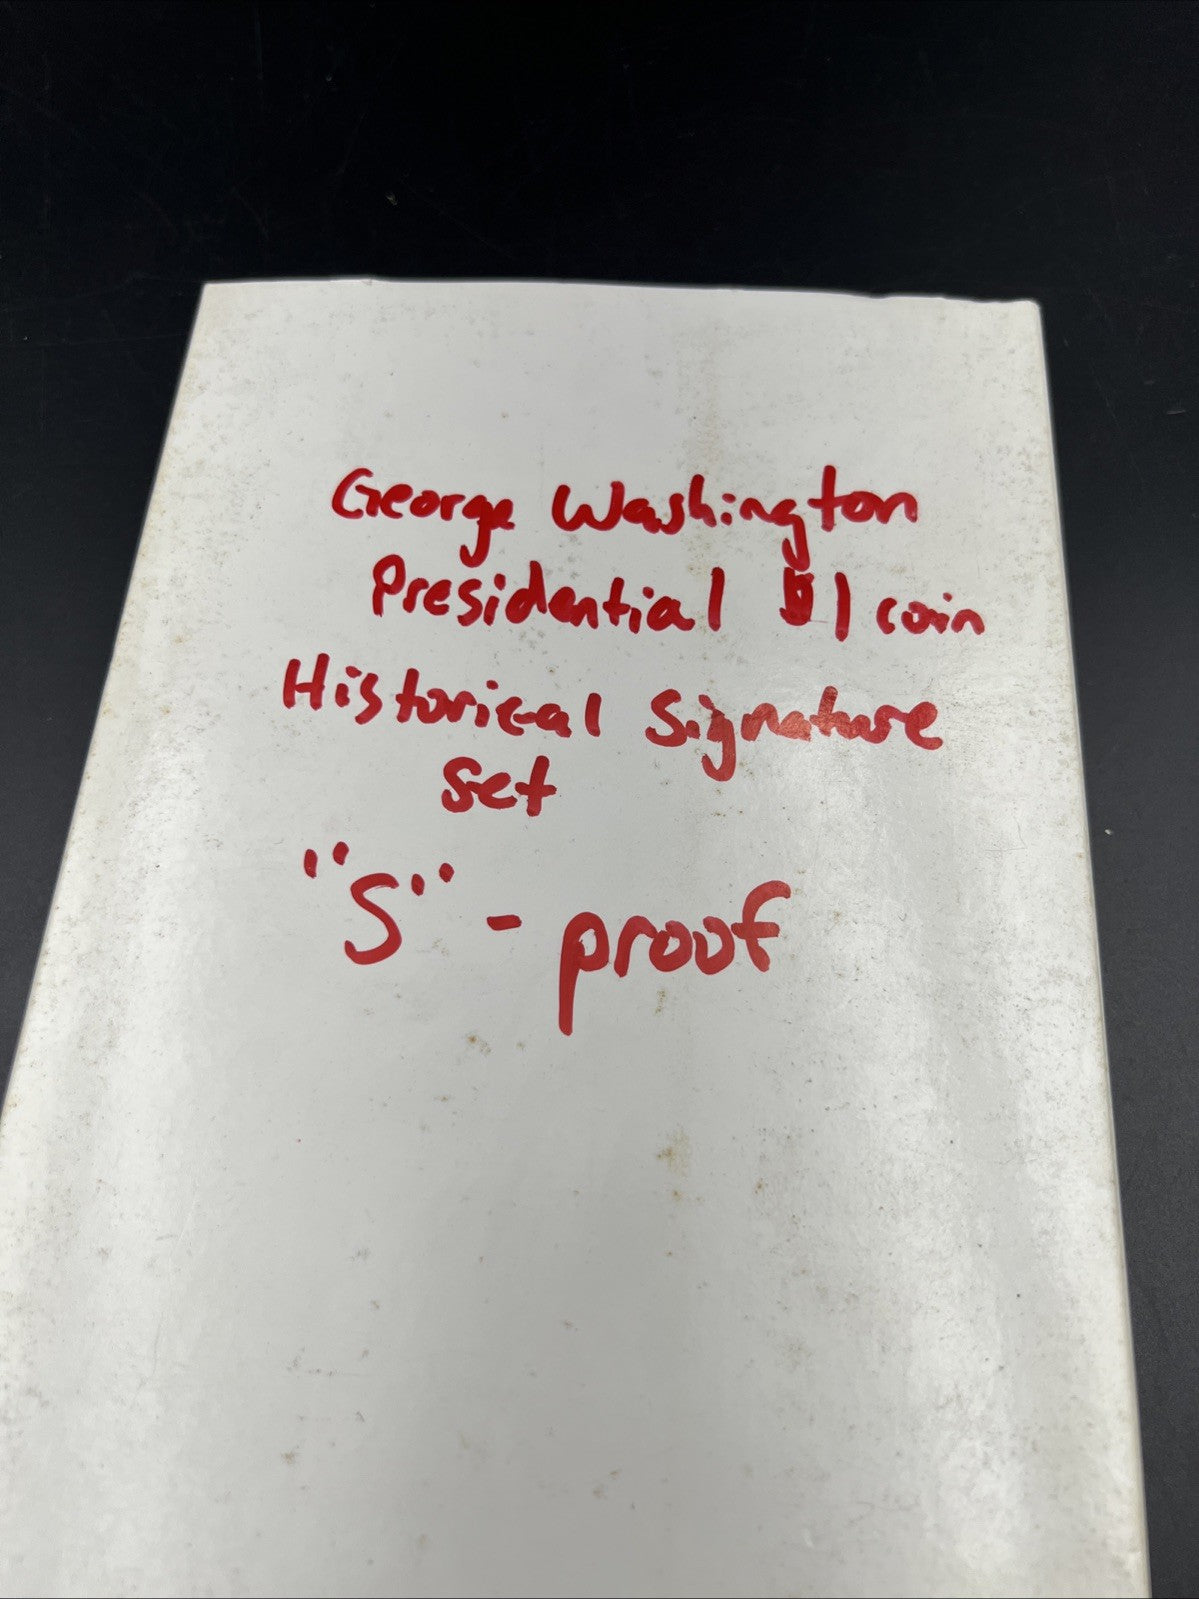 George Washington
Presidential $1 coin
Historical Signature
set
"S" - proof